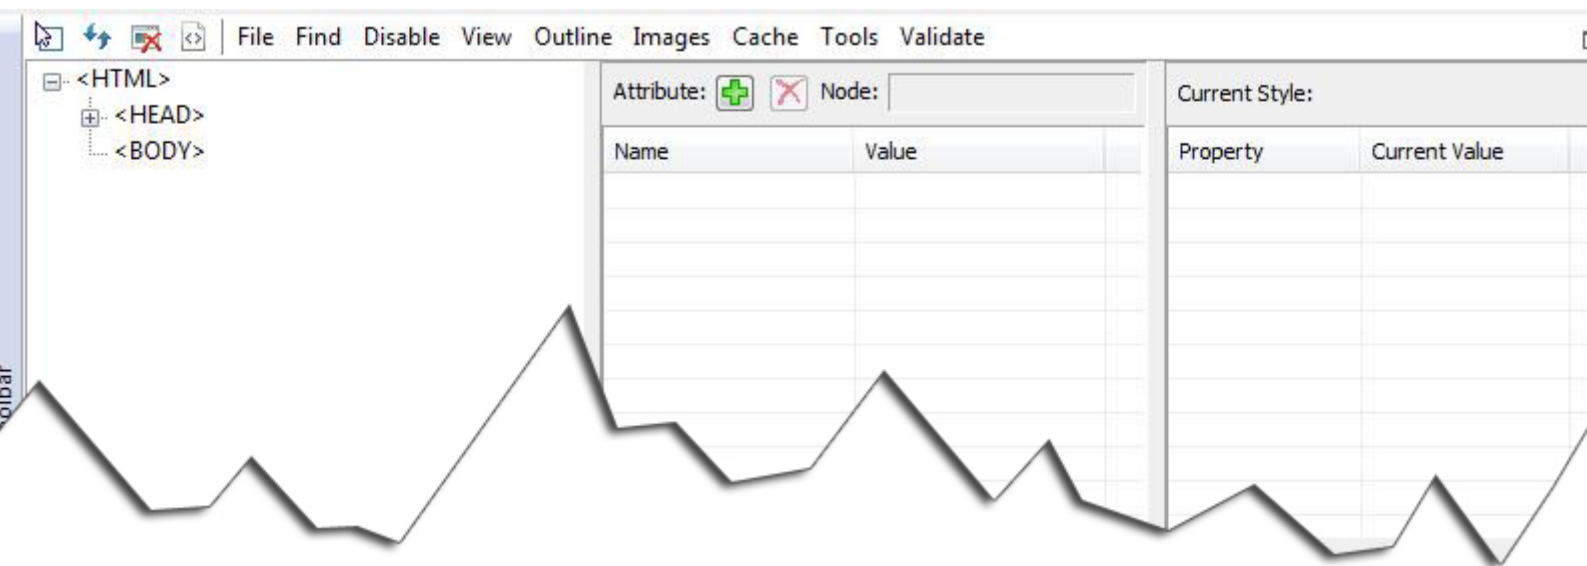 File Find Disable View Outline Images Cache Tools Validate
<HTML>
<HEAD>
<BODY>
Attribute: Node:
Name Value
Current Style:
Property Current Value